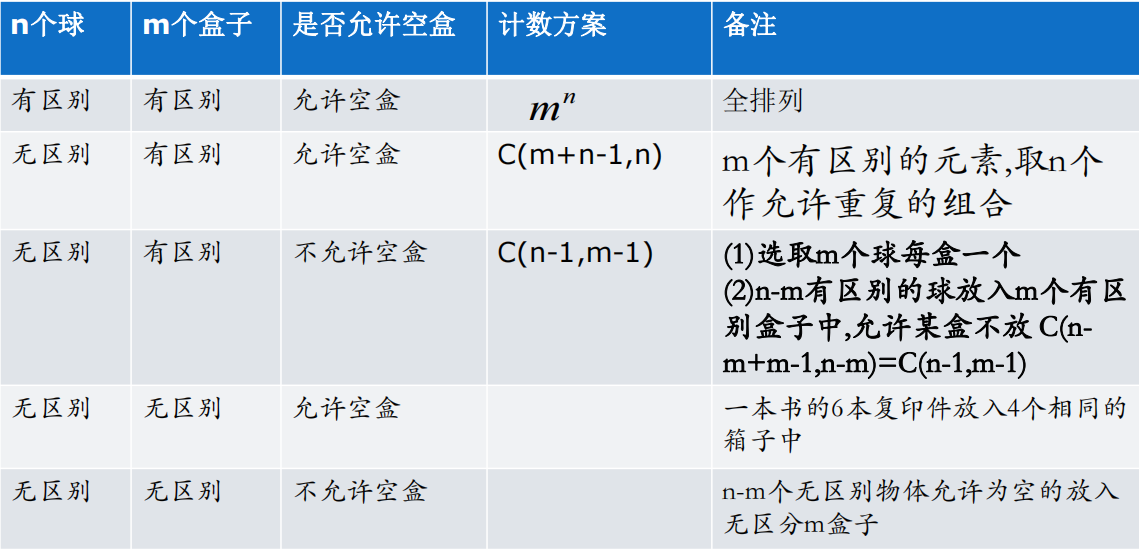 n个球 m个盒子 是否允许空盒 计数方案 备注
有区别 有区别 允许空盒 mⁿ 全排列
无区别 有区别 允许空盒 C(m+n-1,n) m个有区别的元素,取n个
作允许重复的组合
无区别 有区别 不允许空盒 C(n-1,m-1) (1)选取m个球每盒一个
(2)n-m有区别的球放入m个有区
别盒子中,允许某盒不放 C(n-
m+m-1,n-m)=C(n-1,m-1)
无区别 无区别 允许空盒 一本书的6本复印件放入4个相同的
箱子中
无区别 无区别 不允许空盒 n-m个无区别物体允许为空的放入
无区分m盒子